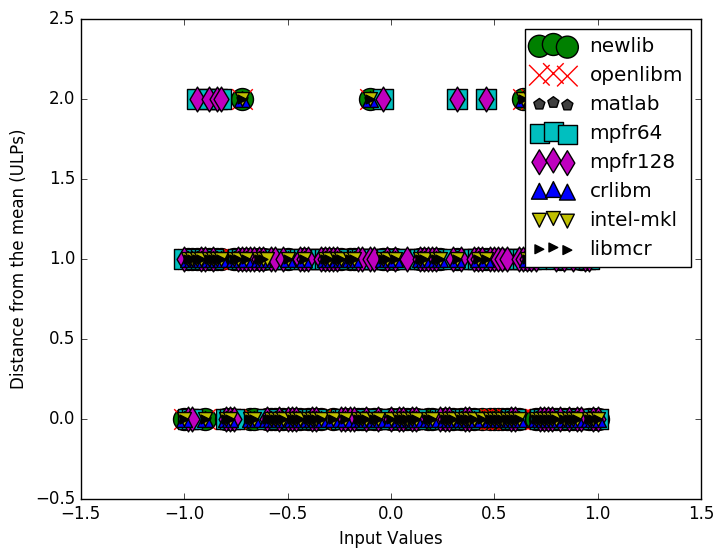 2.5
2.0
1.5
1.0
0.5
0.0
−0.5
−1.5
−1.0
−0.5
0.0
0.5
1.0
1.5
Distance from the mean (ULPs)
Input Values
newlib
openlibm
matlab
mpfr64
mpfr128
crlibm
intel-mkl
libmcr